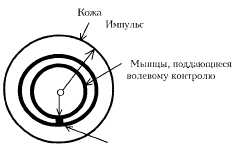 Кожа
Импульс
Мышцы, поддающиеся
волевому контролю